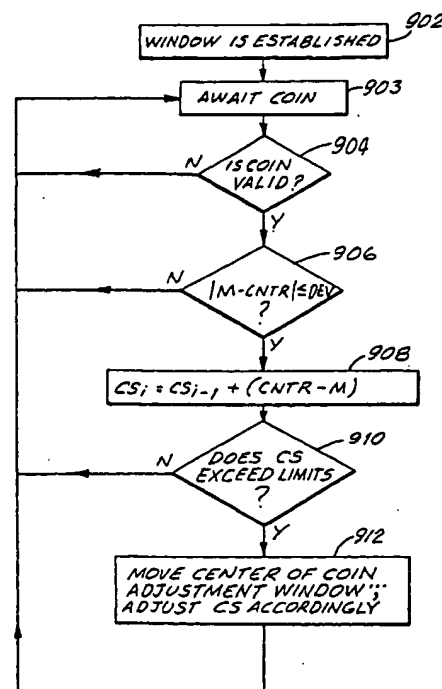 902
WINDOW IS ESTABLISHED
903
AWAIT COIN
904
N
IS COIN
VALID?
Y
906
N
|M-CNTR|≤DEV
?
Y
908
CSi = CSi-1 + (CNTR-M)
910
N
DOES CS
EXCEED LIMITS
?
Y
912
MOVE CENTER OF COIN
ADJUSTMENT WINDOW;
ADJUST CS ACCORDINGLY